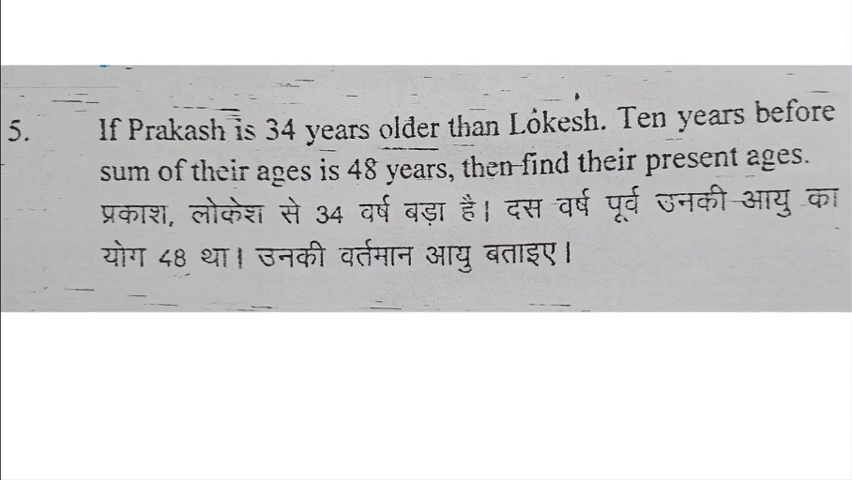 5. If Prakash is 34 years older than Lokesh. Ten years before
sum of their ages is 48 years, then find their present ages.
प्रकाश, लोकेश से 34 वर्ष बड़ा है। दस वर्ष पूर्व उनकी आयु का
योग 48 था। उनकी वर्तमान आयु बताइए।